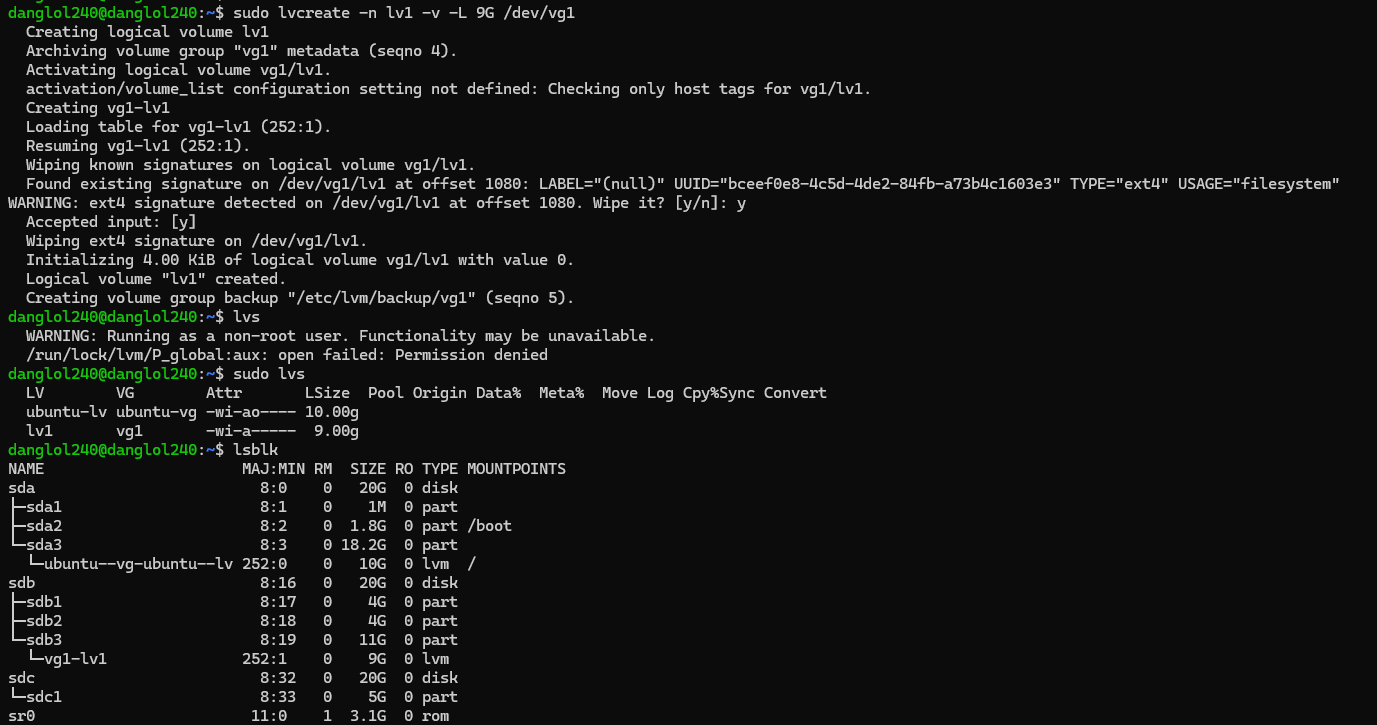 danglol240@danglol240:~$ sudo lvcreate -n lv1 -v -L 9G /dev/vg1
  Creating logical volume lv1
  Archiving volume group "vg1" metadata (seqno 4).
  Activating logical volume vg1/lv1.
  activation/volume_list configuration setting not defined: Checking only host tags for vg1/lv1.
  Creating vg1-lv1
  Loading table for vg1-lv1 (252:1).
  Resuming vg1-lv1 (252:1).
  Wiping known signatures on logical volume vg1/lv1.
  Found existing signature on /dev/vg1/lv1 at offset 1080: LABEL="(null)" UUID="bceef0e8-4c5d-4de2-84fb-a73b4c1603e3" TYPE="ext4" USAGE="filesystem"
WARNING: ext4 signature detected on /dev/vg1/lv1 at offset 1080. Wipe it? [y/n]: y
  Accepted input: [y]
  Wiping ext4 signature on /dev/vg1/lv1.
  Initializing 4.00 KiB of logical volume vg1/lv1 with value 0.
  Logical volume "lv1" created.
  Creating volume group backup "/etc/lvm/backup/vg1" (seqno 5).
danglol240@danglol240:~$ lvs
  WARNING: Running as a non-root user. Functionality may be unavailable.
  /run/lock/lvm/P_global:aux: open failed: Permission denied
danglol240@danglol240:~$ sudo lvs
  LV        VG        Attr       LSize  Pool Origin Data%  Meta%  Move Log Cpy%Sync Convert
  ubuntu-lv ubuntu-vg -wi-ao---- 10.00g
  lv1       vg1       -wi-a-----  9.00g
danglol240@danglol240:~$ lsblk
NAME                      MAJ:MIN RM  SIZE RO TYPE MOUNTPOINTS
sda                         8:0    0   20G  0 disk
├─sda1                      8:1    0    1M  0 part
├─sda2                      8:2    0  1.8G  0 part /boot
└─sda3                      8:3    0 18.2G  0 part
  └─ubuntu--vg-ubuntu--lv 252:0    0   10G  0 lvm  /
sdb                         8:16   0   20G  0 disk
├─sdb1                      8:17   0    4G  0 part
├─sdb2                      8:18   0    4G  0 part
└─sdb3                      8:19   0   11G  0 part
  └─vg1-lv1               252:1    0    9G  0 lvm
sdc                         8:32   0   20G  0 disk
└─sdc1                      8:33   0    5G  0 part
sr0                        11:0    1  3.1G  0 rom